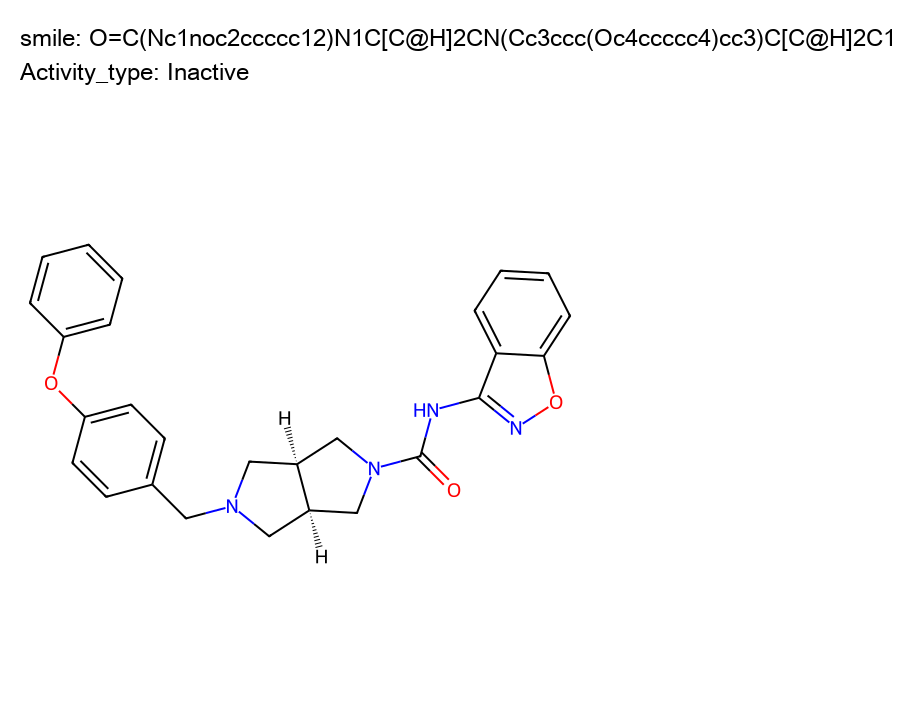 smile: O=C(Nc1noc2ccccc12)N1C[C@H]2CN(Cc3ccc(Oc4ccccc4)cc3)C[C@H]2C1
Activity_type: Inactive
O
N
H
H
N
HN
O
N
O